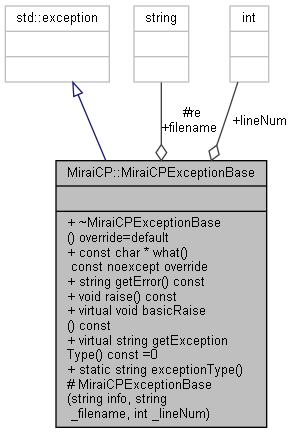 std::exception
string
int
#re
+filename
+lineNum
MiraiCP::MiraiCPExceptionBase
+ ~MiraiCPExceptionBase
() override=default
+ const char * what()
const noexcept override
+ string getError() const
+ void raise() const
+ virtual void basicRaise
() const
+ virtual string getException
Type() const =0
+ static string exceptionType()
# MiraiCPExceptionBase
(string info, string
_filename, int _lineNum)